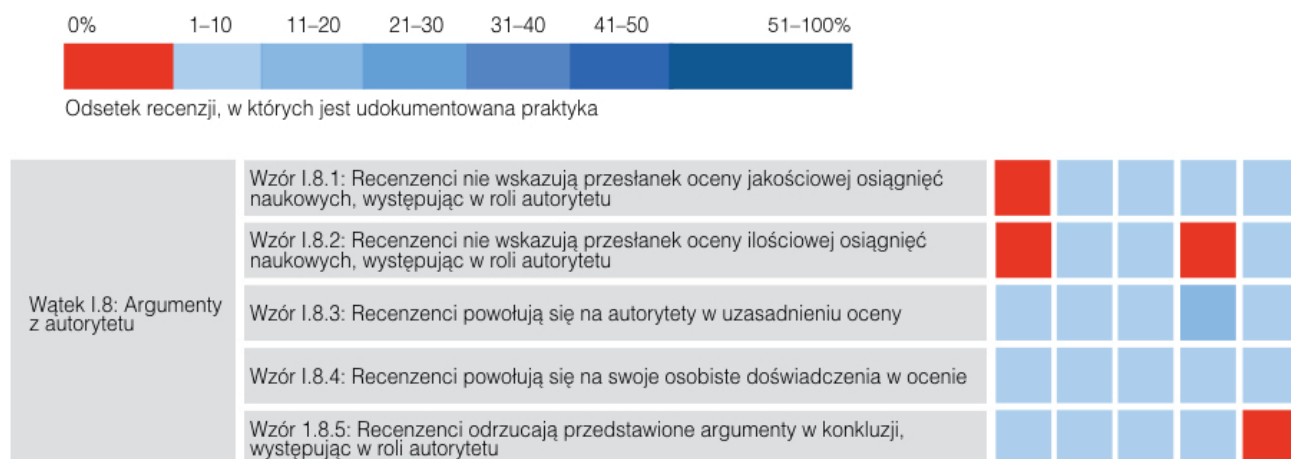 0% 1–10 11–20 21–30 31–40 41–50 51–100%
Odsetek recenzji, w których jest udokumentowana praktyka
Wątek I.8: Argumenty
z autorytetu
Wzór I.8.1: Recenzenci nie wskazują przesłanek oceny jakościowej osiągnięć
naukowych, występując w roli autorytetu
Wzór I.8.2: Recenzenci nie wskazują przesłanek oceny ilościowej osiągnięć
naukowych, występując w roli autorytetu
Wzór I.8.3: Recenzenci powołują się na autorytety w uzasadnieniu oceny
Wzór I.8.4: Recenzenci powołują się na swoje osobiste doświadczenia w ocenie
Wzór 1.8.5: Recenzenci odrzucają przedstawione argumenty w konkluzji,
występując w roli autorytetu